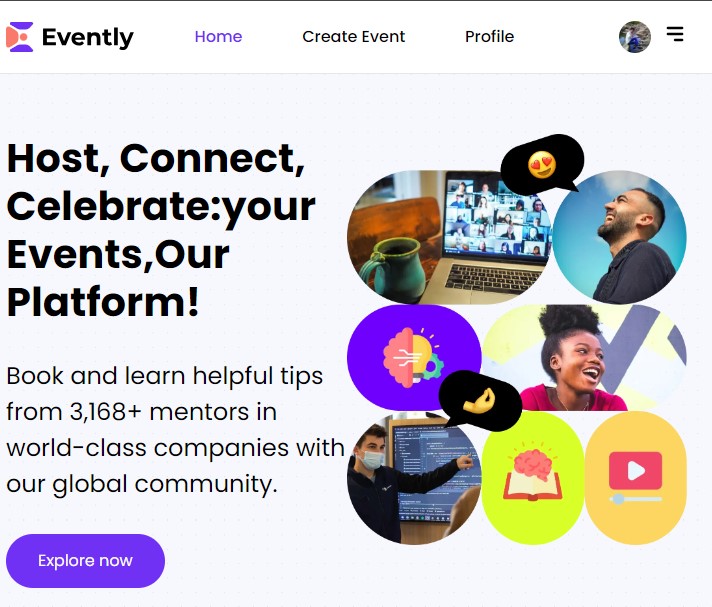 Evently
Home
Create Event
Profile
Host, Connect,
Celebrate:your
Events,Our
Platform!
Book and learn helpful tips
from 3,168+ mentors in
world-class companies with
our global community.
Explore now